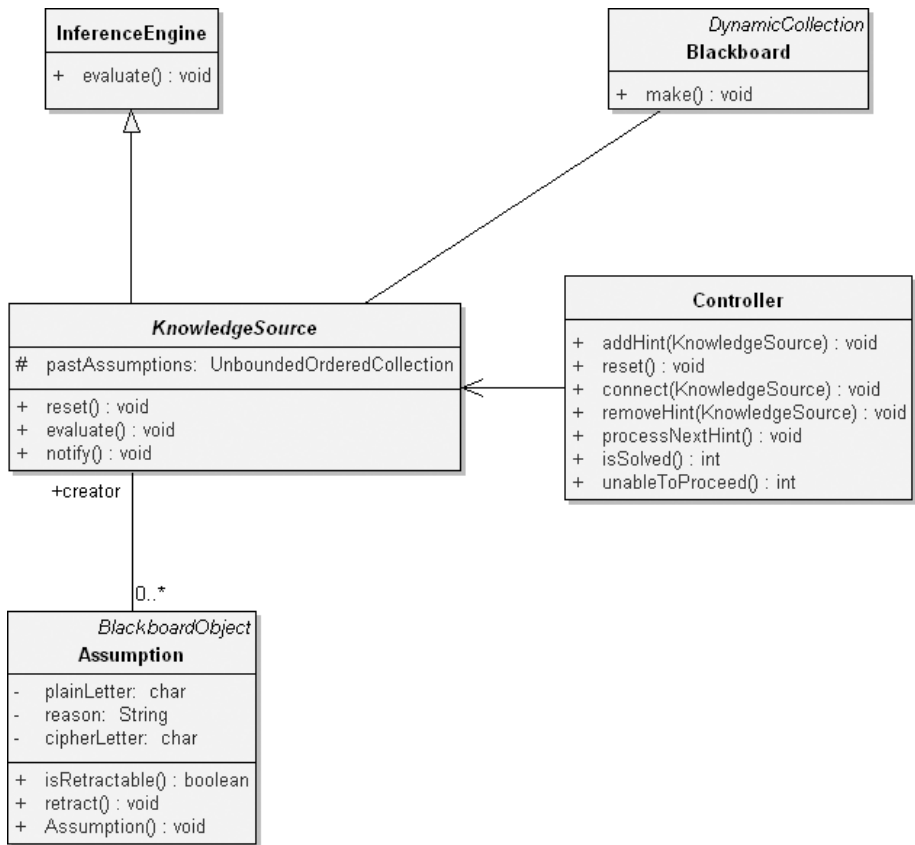 InferenceEngine
+ evaluate() : void
DynamicCollection
Blackboard
+ make() : void
KnowledgeSource
# pastAssumptions: UnboundedOrderedCollection
+ reset() : void
+ evaluate() : void
+ notify() : void
Controller
+ addHint(KnowledgeSource) : void
+ reset() : void
+ connect(KnowledgeSource) : void
+ removeHint(KnowledgeSource) : void
+ processNextHint() : void
+ isSolved() : int
+ unableToProceed() : int
+creator
0..*
BlackboardObject
Assumption
- plainLetter: char
- reason: String
- cipherLetter: char
+ isRetractable() : boolean
+ retract() : void
+ Assumption() : void